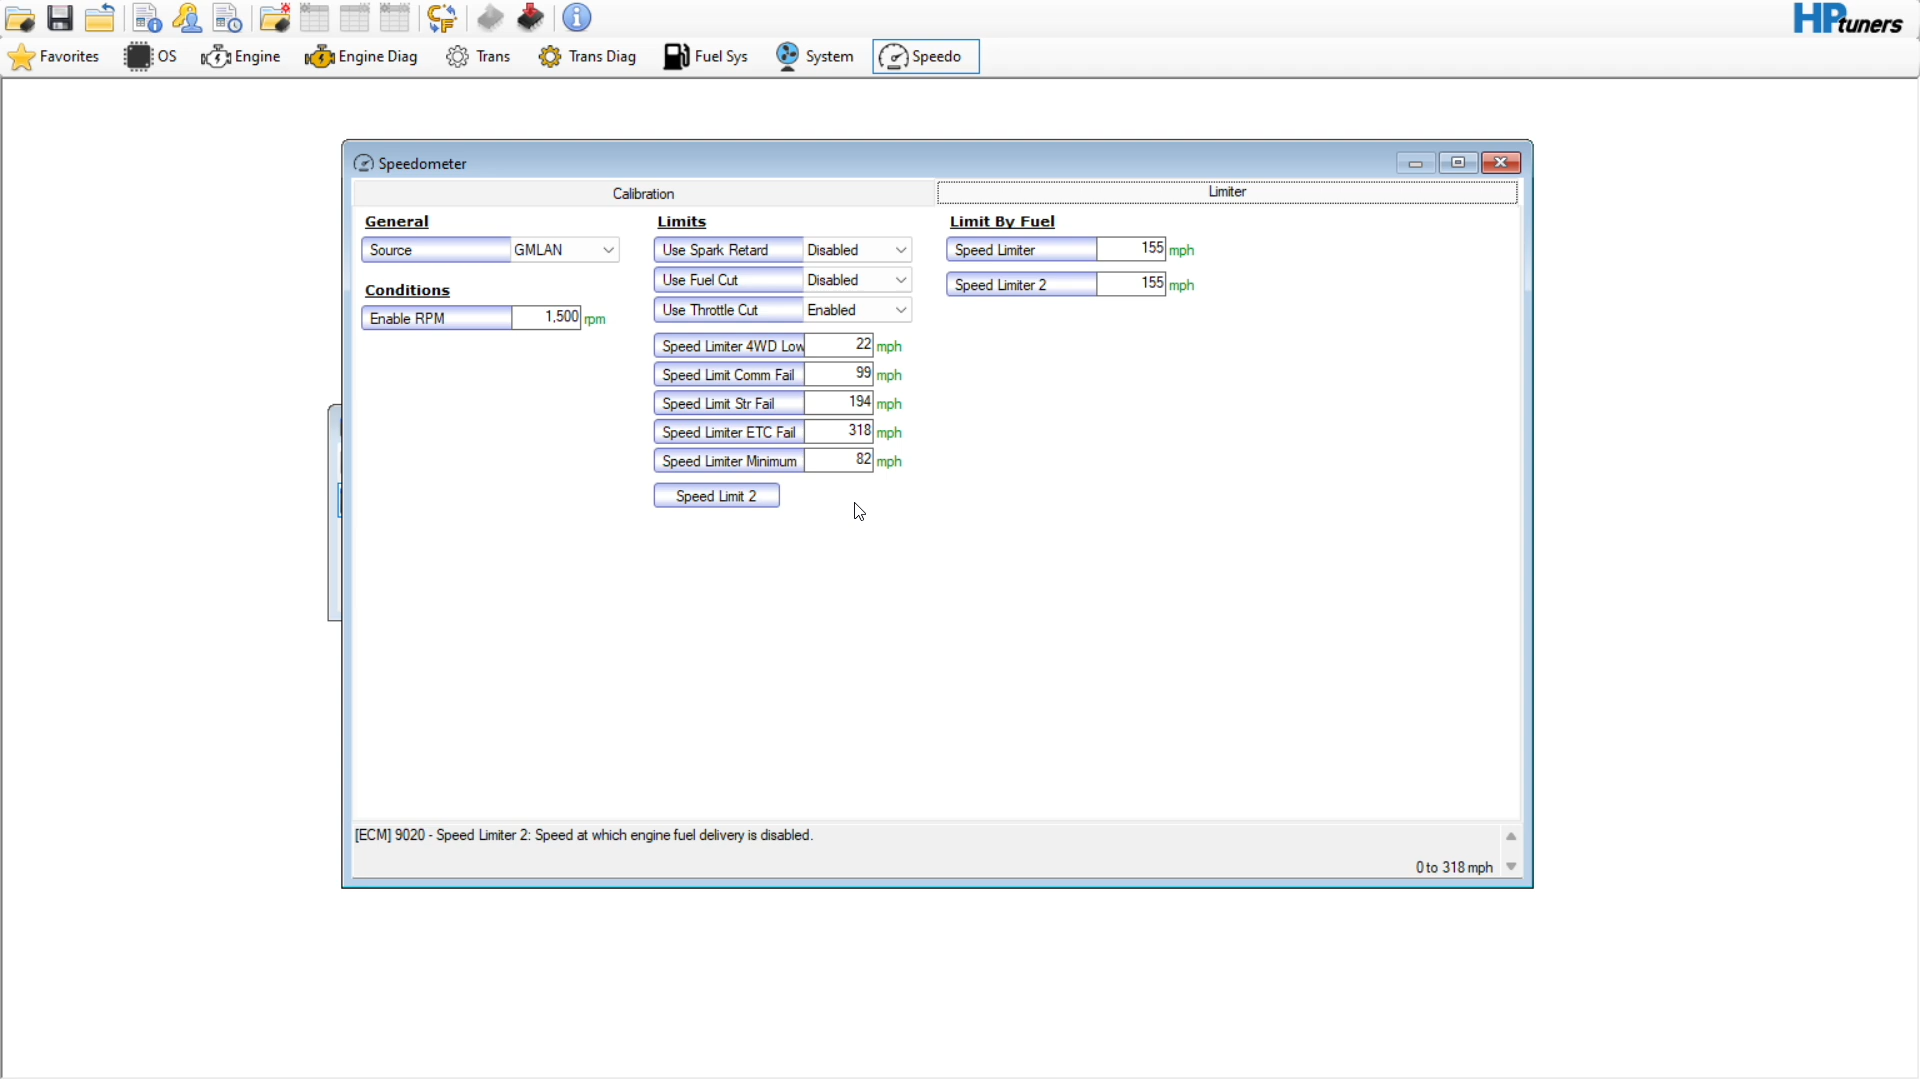 HPtuners
Favorites OS Engine Engine Diag Trans Trans Diag Fuel Sys System Speedo
Speedometer
Calibration Limiter
General
Source GMLAN
Conditions
Enable RPM 1,500 rpm
Limits
Use Spark Retard Disabled
Use Fuel Cut Disabled
Use Throttle Cut Enabled
Speed Limiter 4WD Low 22 mph
Speed Limit Comm Fail 99 mph
Speed Limit Str Fail 194 mph
Speed Limiter ETC Fail 318 mph
Speed Limiter Minimum 82 mph
Speed Limit 2
Limit By Fuel
Speed Limiter 155 mph
Speed Limiter 2 155 mph
[ECM] 9020 - Speed Limiter 2: Speed at which engine fuel delivery is disabled.
0 to 318 mph